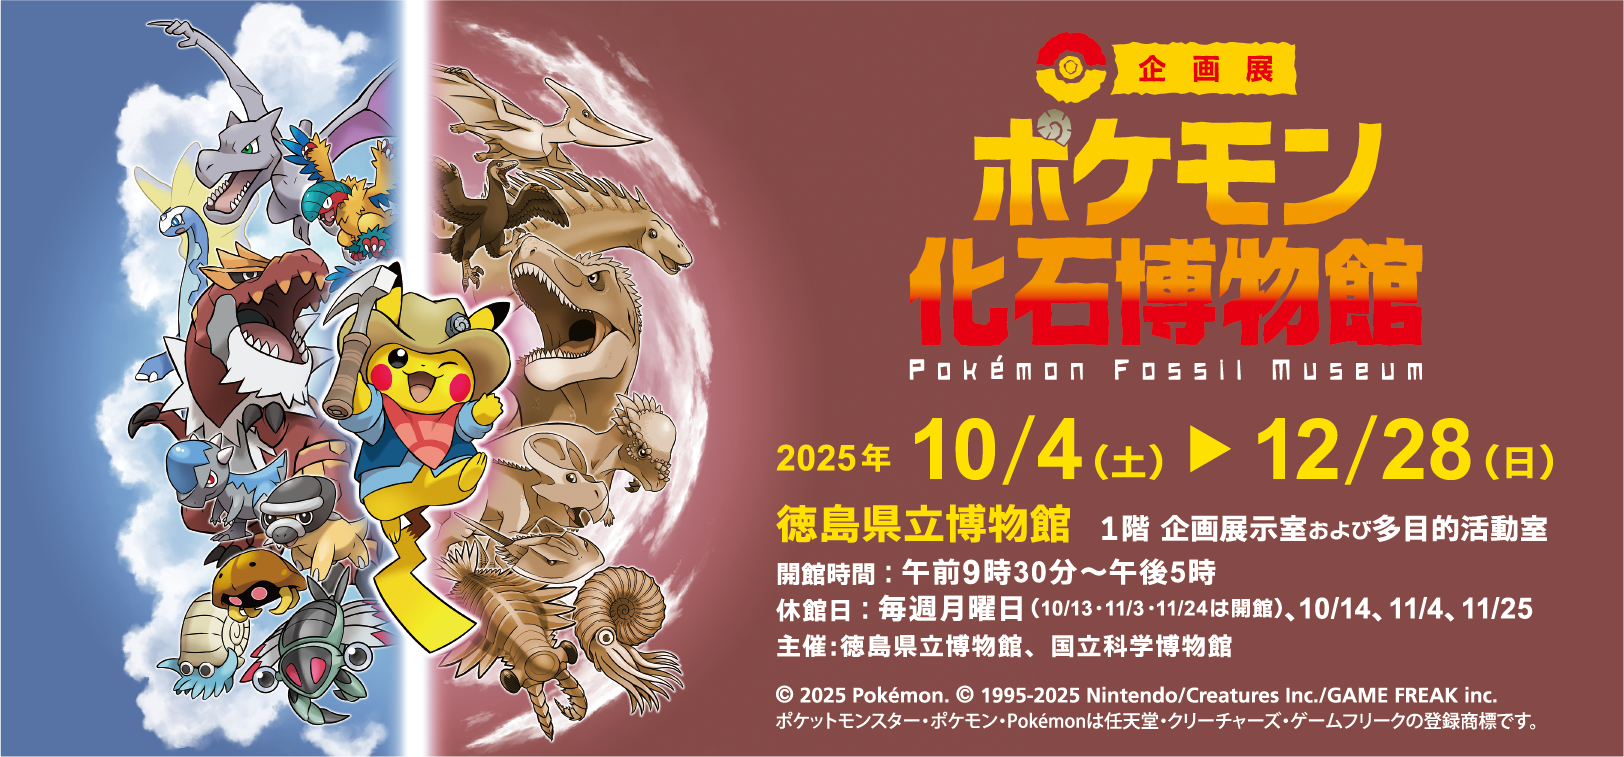 企画展
ポケモン
化石博物館
Pokémon Fossil Museum
2025年 10/4（土）▶12/28（日）
徳島県立博物館 1階 企画展示室および多目的活動室
開館時間：午前9時30分～午後5時
休館日：毎週月曜日（10/13・11/3・11/24は開館）、10/14、11/4、11/25
主催：徳島県立博物館、国立科学博物館
© 2025 Pokémon. © 1995-2025 Nintendo/Creatures Inc./GAME FREAK inc.
ポケットモンスター・ポケモン・Pokémonは任天堂・クリーチャーズ・ゲームフリークの登録商標です。